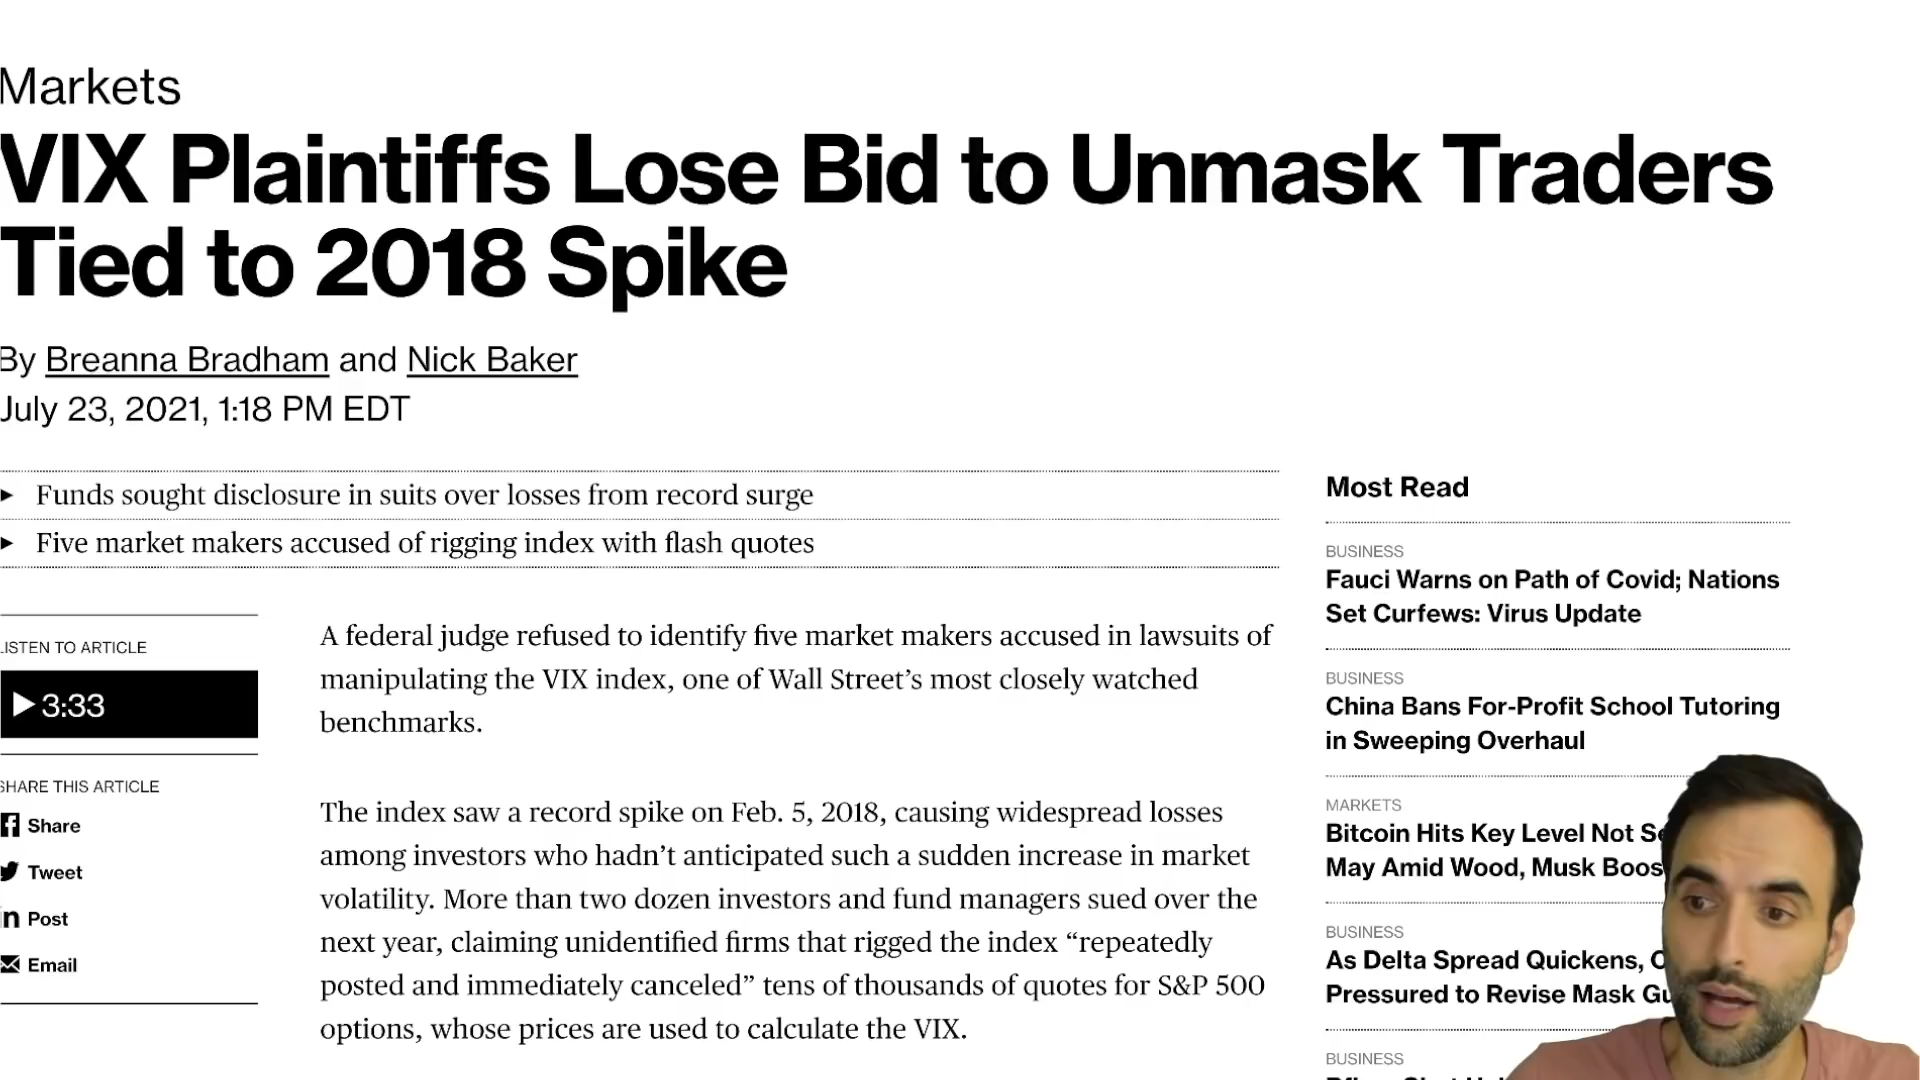 Markets
VIX Plaintiffs Lose Bid to Unmask Traders
Tied to 2018 Spike
By Breanna Bradham and Nick Baker
July 23, 2021, 1:18 PM EDT
Funds sought disclosure in suits over losses from record surge
Five market makers accused of rigging index with flash quotes
LISTEN TO ARTICLE
3:33
SHARE THIS ARTICLE
Share
Tweet
Post
Email
A federal judge refused to identify five market makers accused in lawsuits of
manipulating the VIX index, one of Wall Street’s most closely watched
benchmarks.
The index saw a record spike on Feb. 5, 2018, causing widespread losses
among investors who hadn’t anticipated such a sudden increase in market
volatility. More than two dozen investors and fund managers sued over the
next year, claiming unidentified firms that rigged the index “repeatedly
posted and immediately canceled” tens of thousands of quotes for S&P 500
options, whose prices are used to calculate the VIX.
Most Read
BUSINESS
Fauci Warns on Path of Covid; Nations
Set Curfews: Virus Update
BUSINESS
China Bans For-Profit School Tutoring
in Sweeping Overhaul
MARKETS
Bitcoin Hits Key Level Not
May Amid Wood, Musk
BUSINESS
As Delta Spread Quickens,
Pressured to Revise Mask
BUSINESS